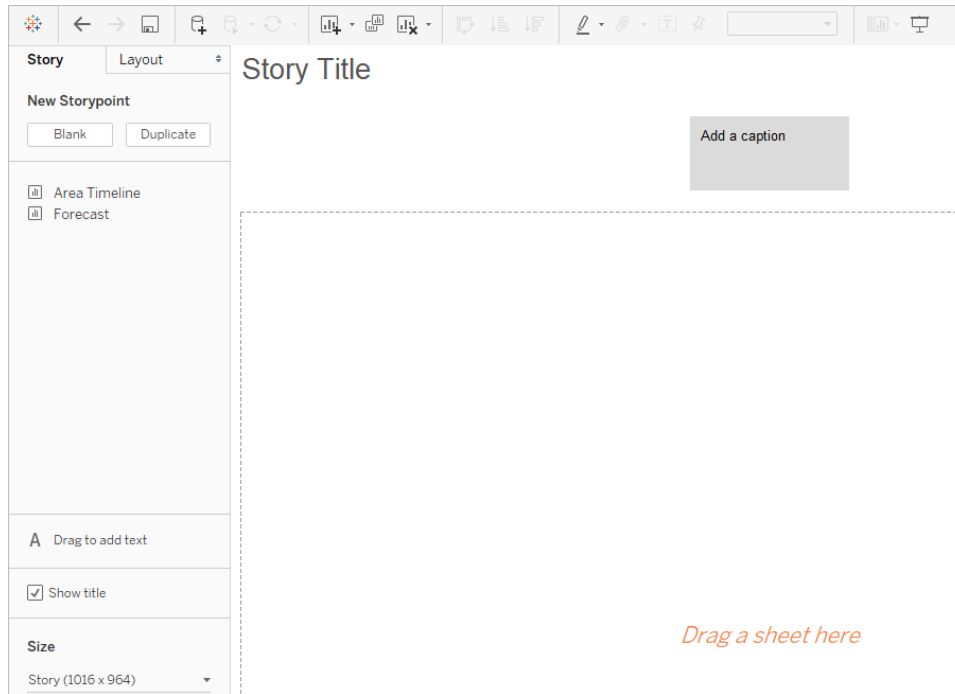 Story
Layout
Story Title
New Storypoint
Blank
Duplicate
Add a caption
Area Timeline
Forecast
A Drag to add text
Show title
Drag a sheet here
Size
Story (1016 x 964)